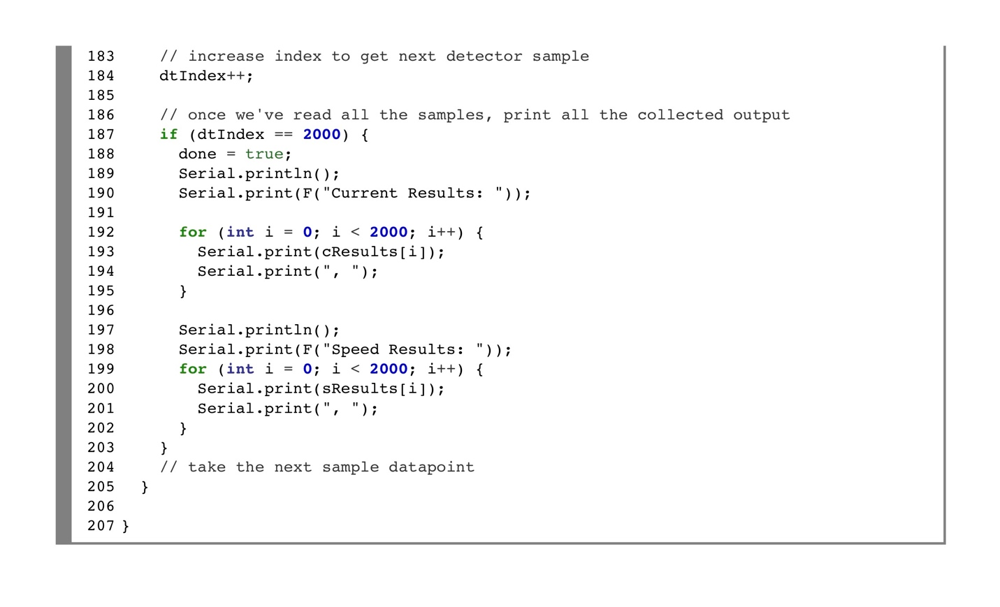 183     // increase index to get next detector sample
184     dtIndex++;
185
186     // once we've read all the samples, print all the collected output
187     if (dtIndex == 2000) {
188       done = true;
189       Serial.println();
190       Serial.print(F("Current Results: "));
191
192       for (int i = 0; i < 2000; i++) {
193         Serial.print(cResults[i]);
194         Serial.print(", ");
195       }
196
197       Serial.println();
198       Serial.print(F("Speed Results: "));
199       for (int i = 0; i < 2000; i++) {
200         Serial.print(sResults[i]);
201         Serial.print(", ");
202       }
203     }
204     // take the next sample datapoint
205   }
206
207 }